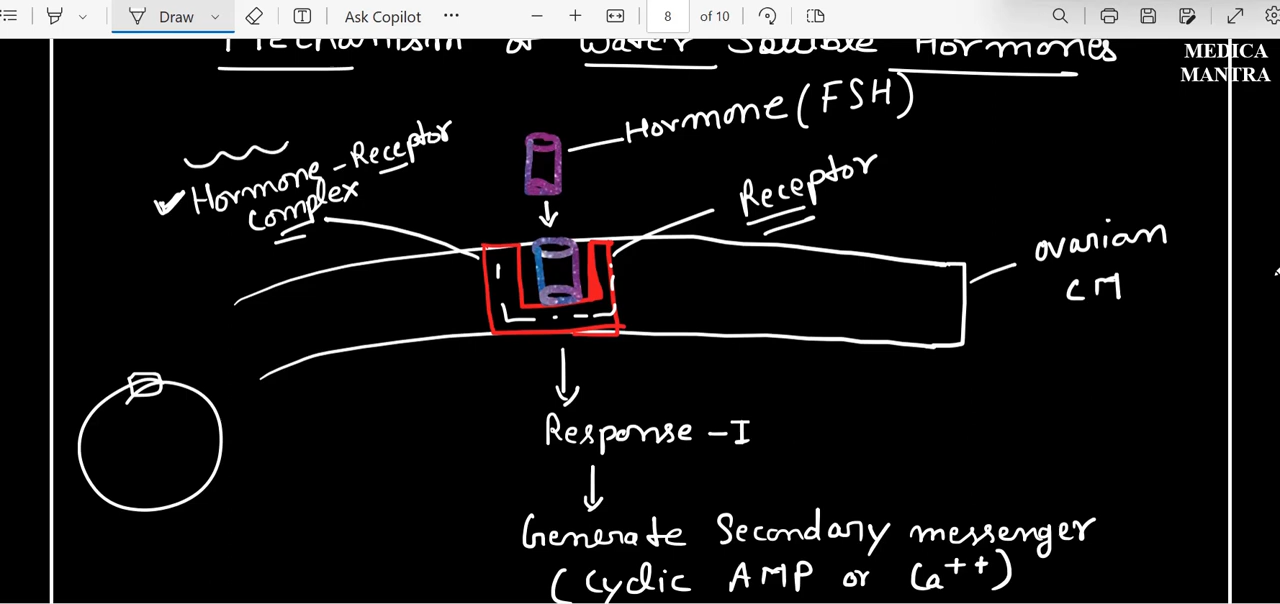 Draw
Ask Copilot
8 of 10
Mechanism of Water Soluble Hormones
MEDICA
MANTRA
Hormone (FSH)
Hormone - Receptor
complex
Receptor
ovarian
CM
Response - I
Generate Secondary messenger
(Cyclic AMP or Ca++)